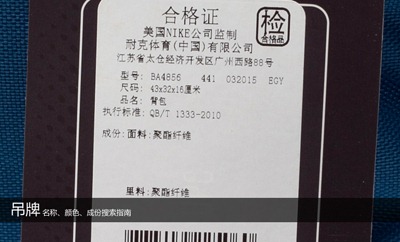 合格证
检
合格品
美国NIKE公司监制
耐克体育(中国)有限公司
江苏省太仓经济开发区广州西路88号
型号: BA4856 441 032015 EGY
尺码: 43x32x16厘米
品名: 背包
执行标准: QB/T 1333-2010
成份: 面料: 聚酯纤维
里料: 聚酯纤维
吊牌 名称、颜色、成份搜索指南